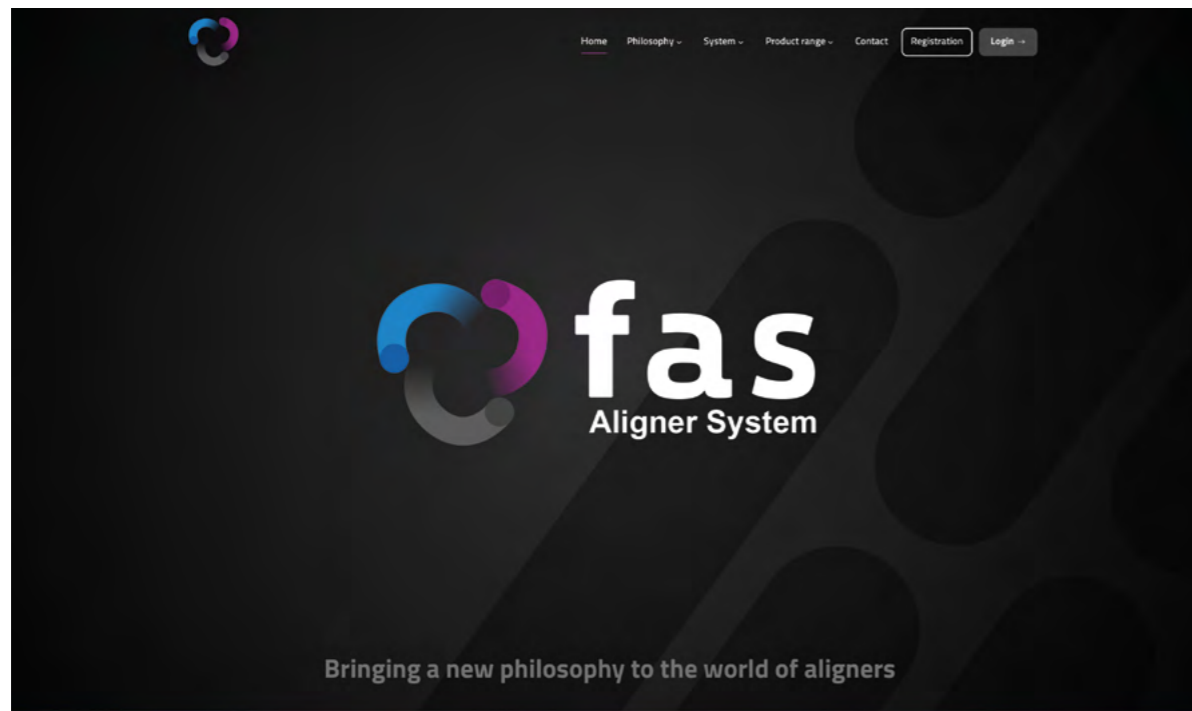 Home Philosophy System Product range Contact Registration Login →
fas
Aligner System
Bringing a new philosophy to the world of aligners